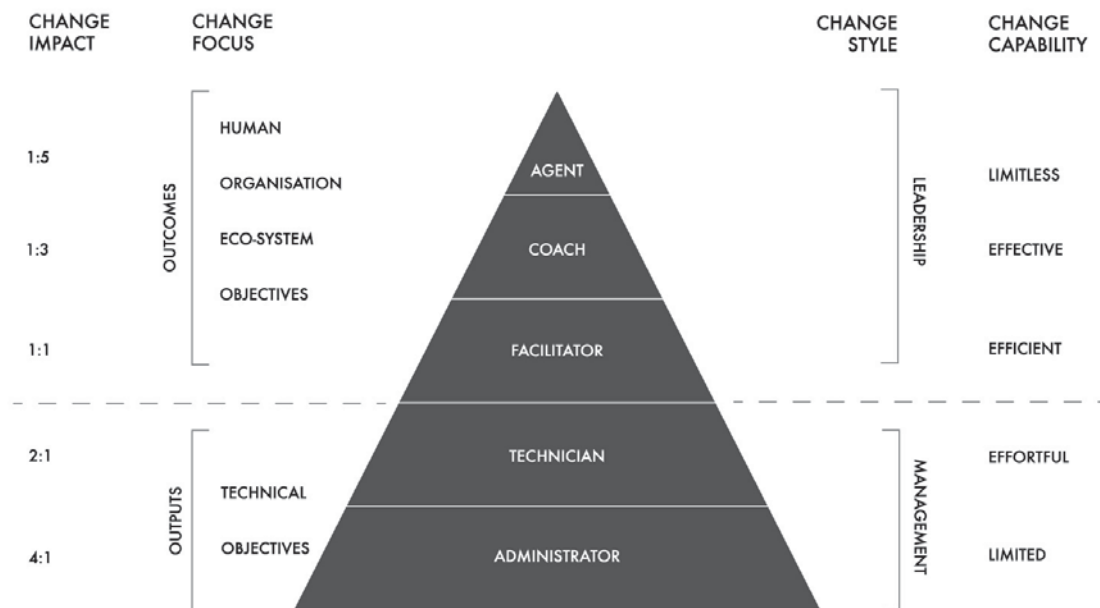 CHANGE
IMPACT
CHANGE
FOCUS
CHANGE
STYLE
CHANGE
CAPABILITY
1:5
1:3
1:1
2:1
4:1
OUTCOMES
HUMAN
ORGANISATION
ECO-SYSTEM
OBJECTIVES
OUTPUTS
TECHNICAL
OBJECTIVES
AGENT
COACH
FACILITATOR
TECHNICIAN
ADMINISTRATOR
LEADERSHIP
MANAGEMENT
LIMITLESS
EFFECTIVE
EFFICIENT
EFFORTFUL
LIMITED